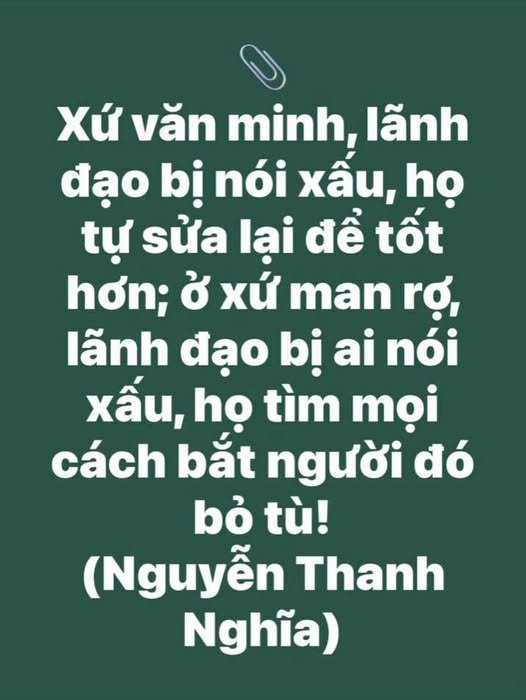 Xứ văn minh, lãnh
đạo bị nói xấu, họ
tự sửa lại để tốt
hơn; ở xứ man rợ,
lãnh đạo bị ai nói
xấu, họ tìm mọi
cách bắt người đó
bỏ tù!
(Nguyễn Thanh
Nghĩa)